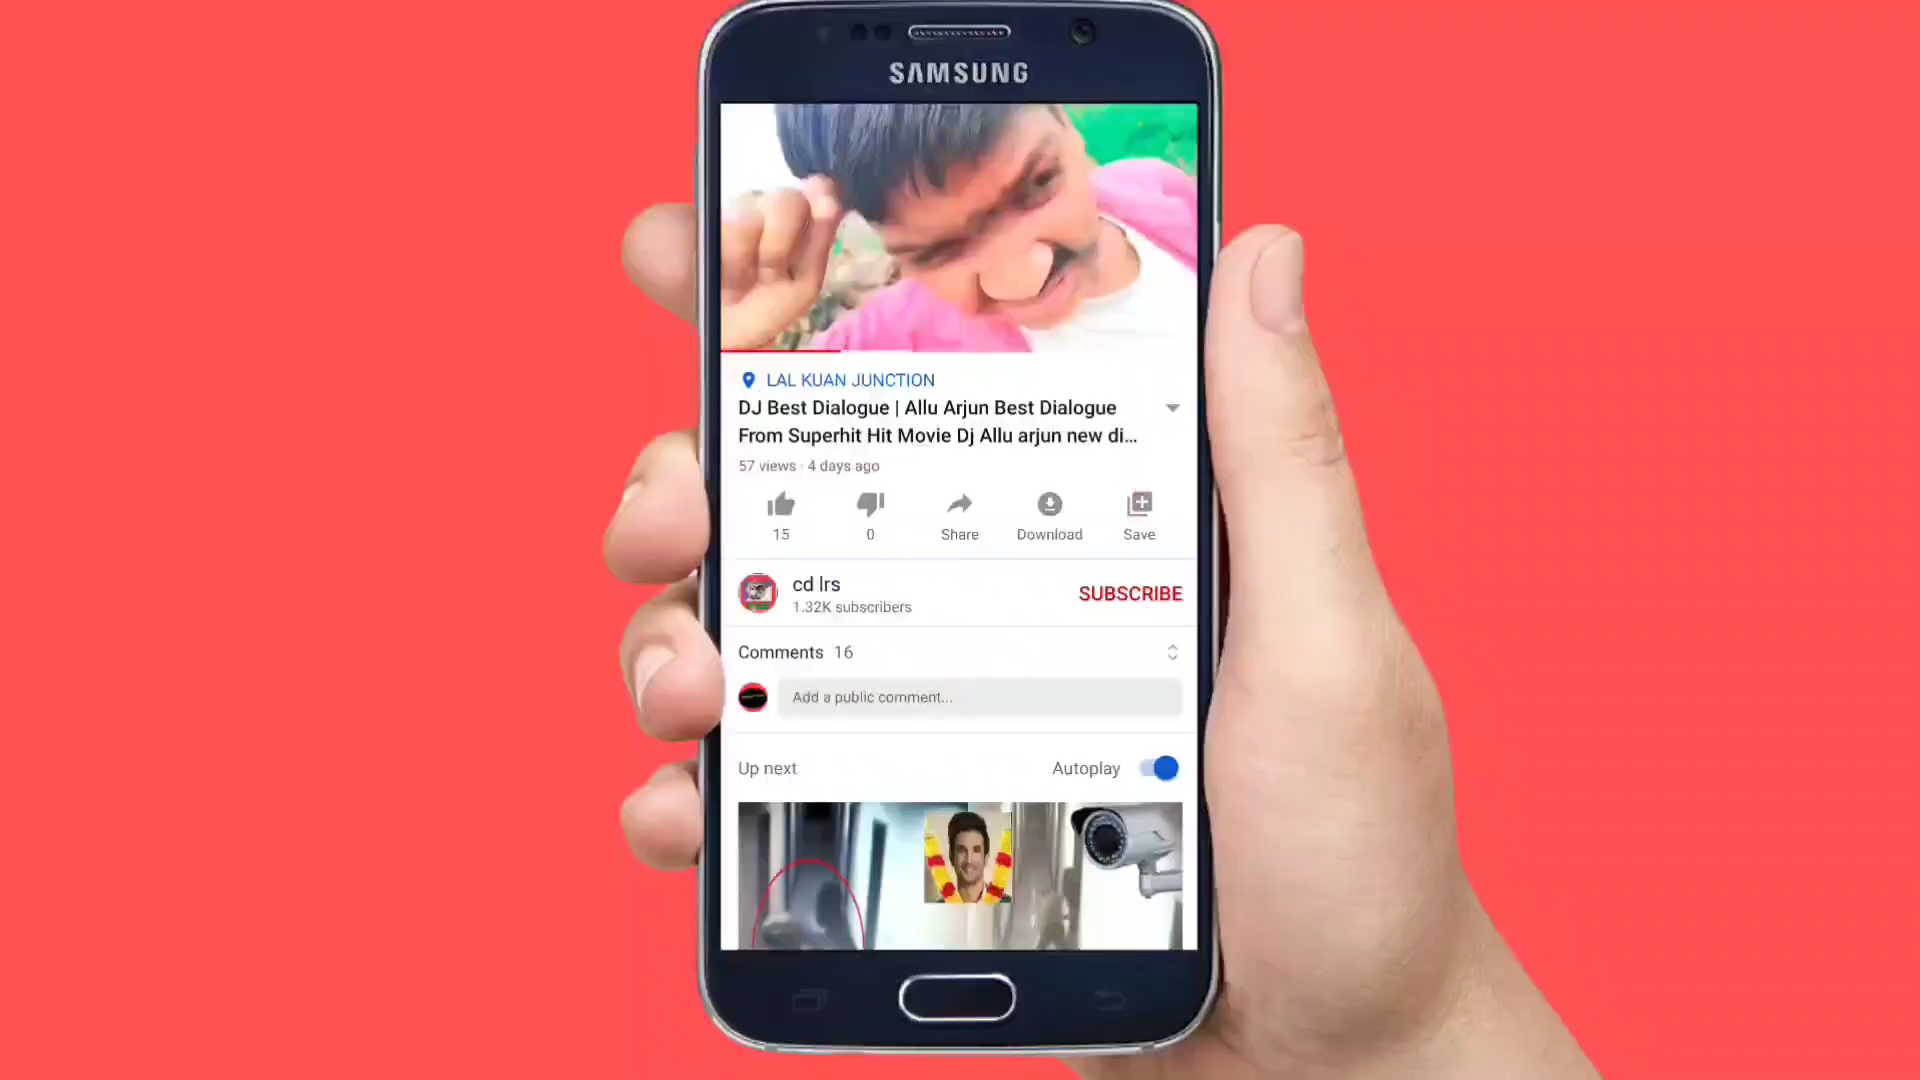 SAMSUNG
LAL KUAN JUNCTION
DJ Best Dialogue | Allu Arjun Best Dialogue
From Superhit Hit Movie Dj Allu arjun new di...
57 views · 4 days ago
15
0
Share
Download
Save
cd lrs
1.32K subscribers
SUBSCRIBE
Comments 16
Add a public comment...
Up next
Autoplay